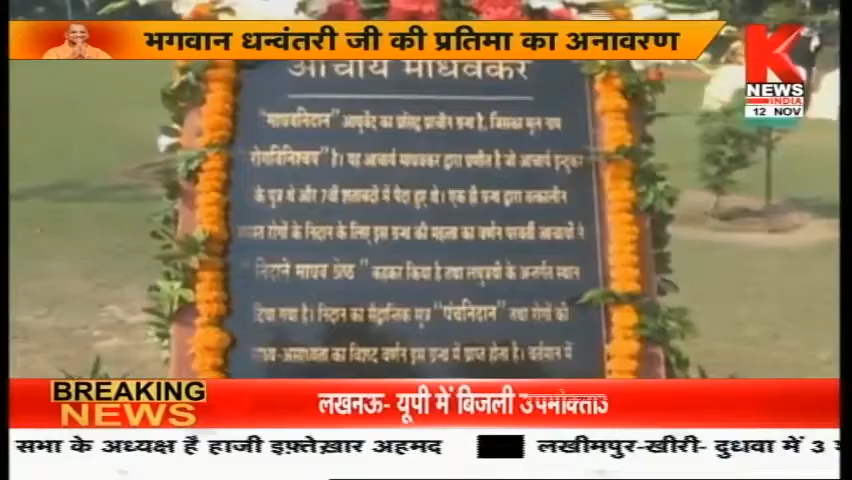 भगवान धन्वंतरी जी की प्रतिमा का अनावरण
K
NEWS
INDIA
12 NOV
आचार्य माधवकर
"माधवनिदान" आयुर्वेद का प्रसिद्ध प्राचीन ग्रन्थ है, जिसका मूल नाम
रोगविनिश्चय" है। यह आचार्य माधवकर द्वारा प्रणीत है जो आचार्य इन्दुकर
के पुत्र थे और 7वीं शताब्दी में पैदा हुए थे। एक ही ग्रन्थ द्वारा तत्कालीन
रोगों के निदान के लिए इस ग्रन्थ की महत्ता का वर्णन परवर्ती आचार्यों ने
"निदाने माधव श्रेष्ठ" कहकर किया है तथा लघुत्रयी के अन्तर्गत स्थान
दिया गया है। निदान का सैद्धान्तिक सूत्र "पंचनिदान" तथा रोगों की
साध्य-असाध्यता का विशद वर्णन इस ग्रन्थ में प्राप्त होता है। वर्तमान में
BREAKING
NEWS
लखनऊ- यूपी में बिजली उपभोक्ताओ
सभा के अध्यक्ष है हाजी इफ़्तेख़ार अहमद
लखीमपुर-खीरी- दुधवा में 3